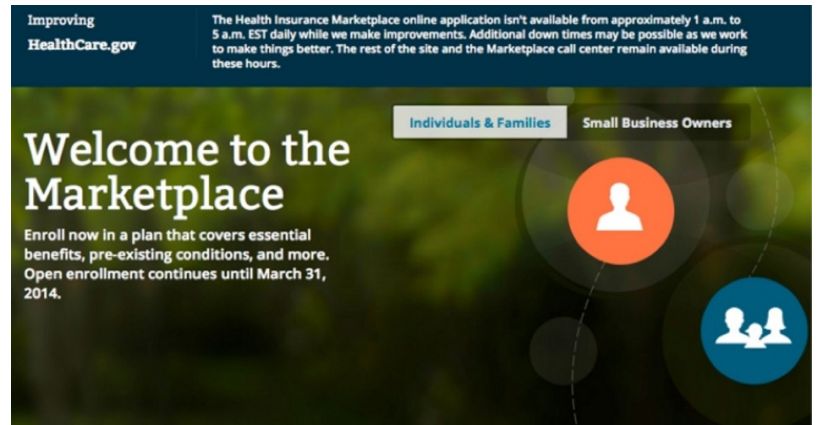 Improving
HealthCare.gov
The Health Insurance Marketplace online application isn't available from approximately 1 a.m. to
5 a.m. EST daily while we make improvements. Additional down times may be possible as we work
to make things better. The rest of the site and the Marketplace call center remain available during
these hours.
Individuals & Families
Small Business Owners
Welcome to the
Marketplace
Enroll now in a plan that covers essential
benefits, pre-existing conditions, and more.
Open enrollment continues until March 31,
2014.